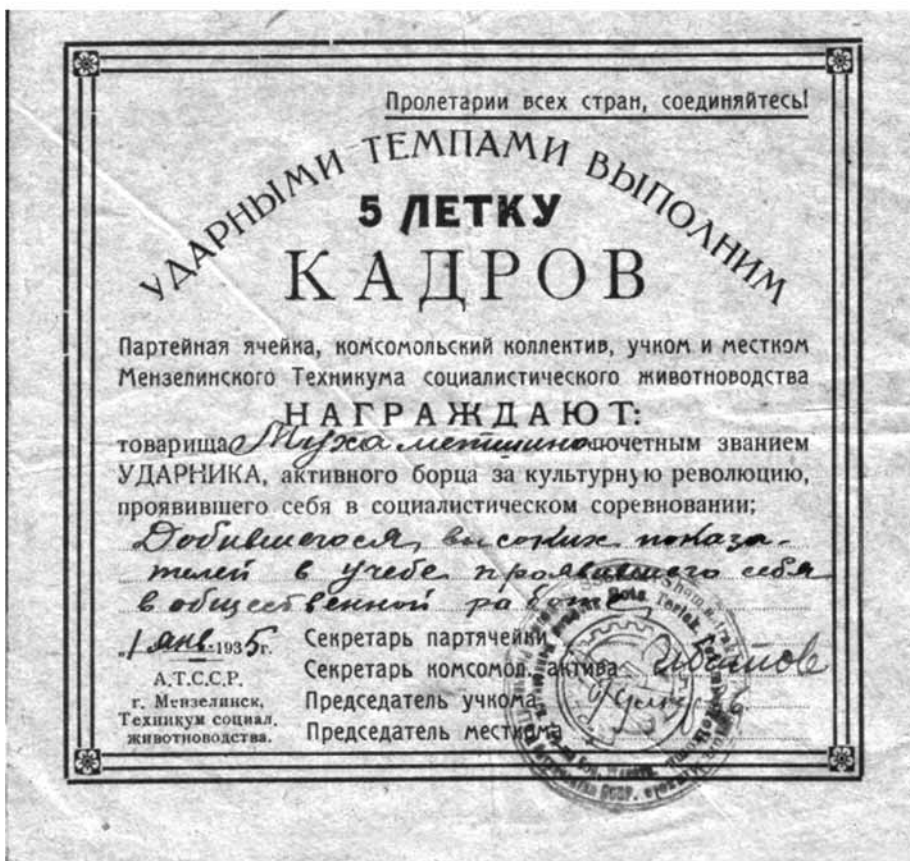 Пролетарии всех стран, соединяйтесь!
УДАРНЫМИ ТЕМПАМИ ВЫПОЛНИМ
5 ЛЕТКУ
КАДРОВ
Партейная ячейка, комсомольский коллектив, учком и местком
Мензелинского Техникума социалистического животноводства
НАГРАЖДАЮТ:
товарища Мухаметшина почетным званием
УДАРНИКА, активного борца за культурную революцию,
проявившего себя в социалистическом соревновании;
Добившегося, высоких показа-
телей в учебе проявившего себя
в общественной работе
„1 янв. 1935 г.
А.Т.С.С.Р.
г. Мензелинск,
Техникум социал.
животноводства.
Секретарь партячейки
Секретарь комсомол. актива
Председатель учкома
Председатель месткома